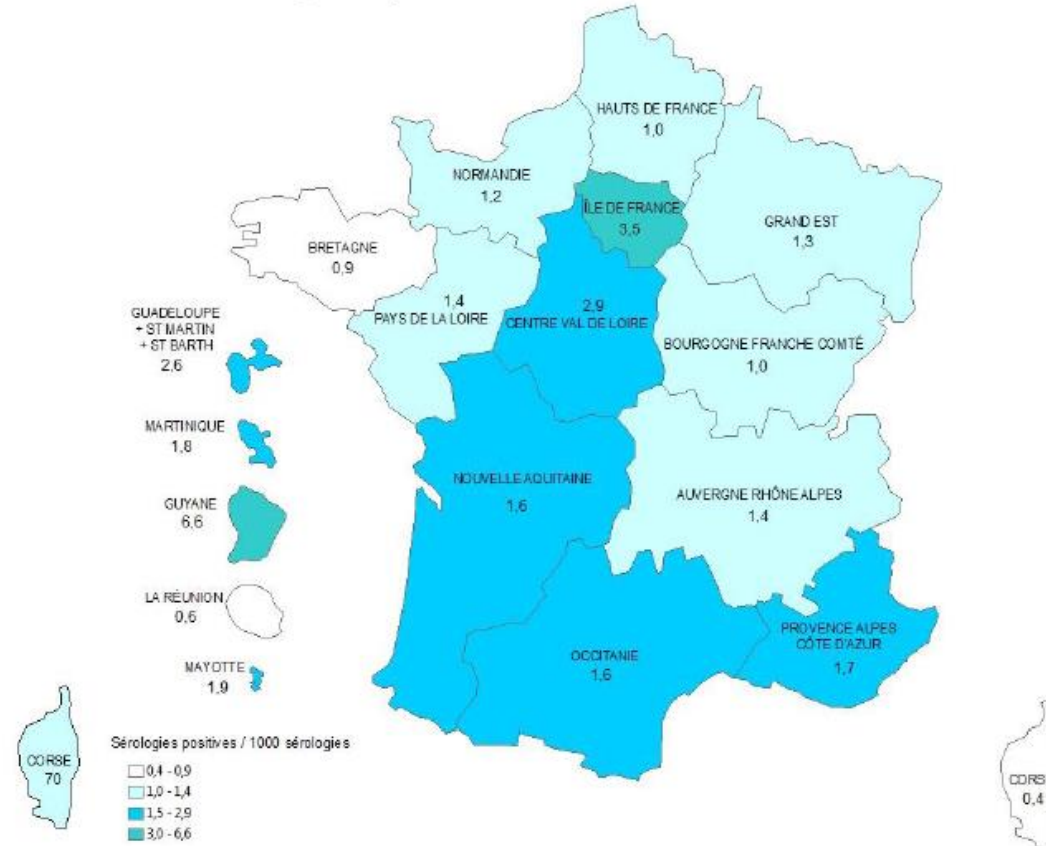 HAUTS DE FRANCE
1,0
NORMANDIE
1,2
ÎLE DE FRANCE
3,5
GRAND EST
1,3
BRETAGNE
0,9
1,4
PAYS DE LA LOIRE
2,9
CENTRE VAL DE LOIRE
BOURGOGNE FRANCHE COMTÉ
1,0
GUADELOUPE
+ ST MARTIN
+ ST BARTH
2,6
MARTINIQUE
1,8
NOUVELLE AQUITAINE
1,6
AUVERGNE RHÔNE ALPES
1,4
GUYANE
6,6
LA RÉUNION
0,6
PROVENCE ALPES
CÔTE D'AZUR
1,7
OCCITANIE
1,6
MAYOTTE
1,9
CORSE
70
Sérologies positives / 1000 sérologies
0,4 - 0,9
1,0 - 1,4
1,5 - 2,9
3,0 - 6,6
CORS
0,4